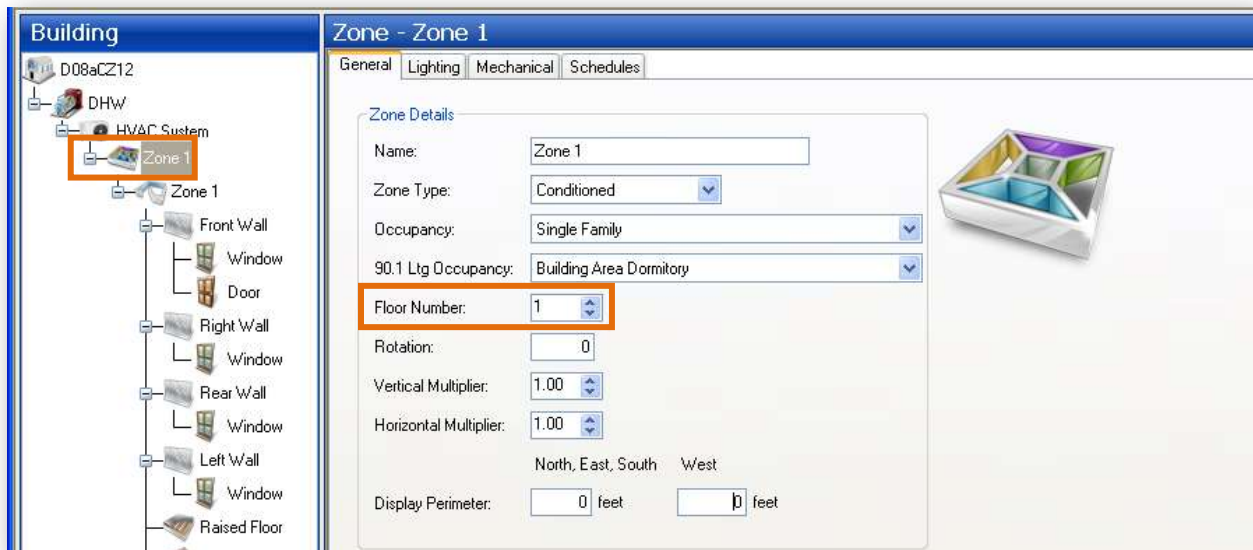 Building
D08aCZ12
DHW
HVAC System
Zone 1
Zone 1
Front Wall
Window
Door
Right Wall
Window
Rear Wall
Window
Left Wall
Window
Raised Floor
Zone - Zone 1
General Lighting Mechanical Schedules
Zone Details
Name: Zone 1
Zone Type: Conditioned
Occupancy: Single Family
90.1 Ltg Occupancy: Building Area Dormitory
Floor Number: 1
Rotation: 0
Vertical Multiplier: 1.00
Horizontal Multiplier: 1.00
North, East, South West
Display Perimeter: 0 feet 0 feet